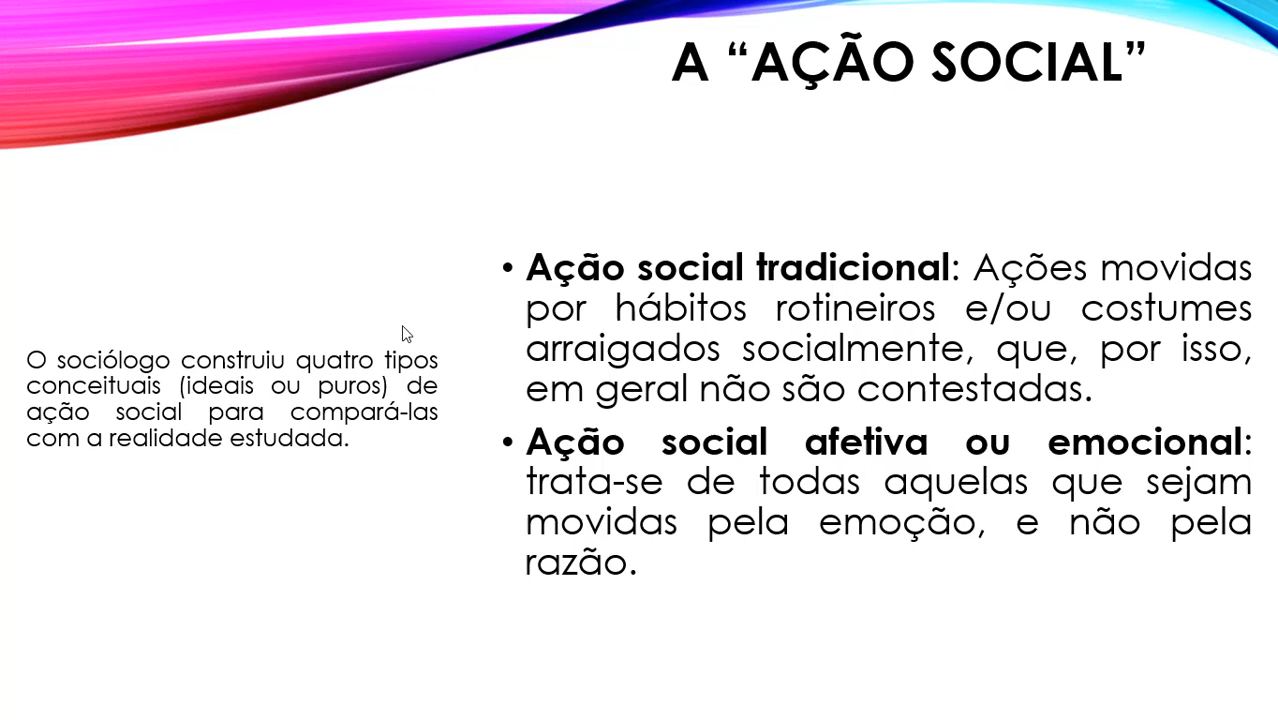 A “AÇÃO SOCIAL”
O sociólogo construiu quatro tipos
conceituais (ideais ou puros) de
ação social para compará-las
com a realidade estudada.
• Ação social tradicional: Ações movidas
por hábitos rotineiros e/ou costumes
arraigados socialmente, que, por isso,
em geral não são contestadas.
• Ação social afetiva ou emocional:
trata-se de todas aquelas que sejam
movidas pela emoção, e não pela
razão.